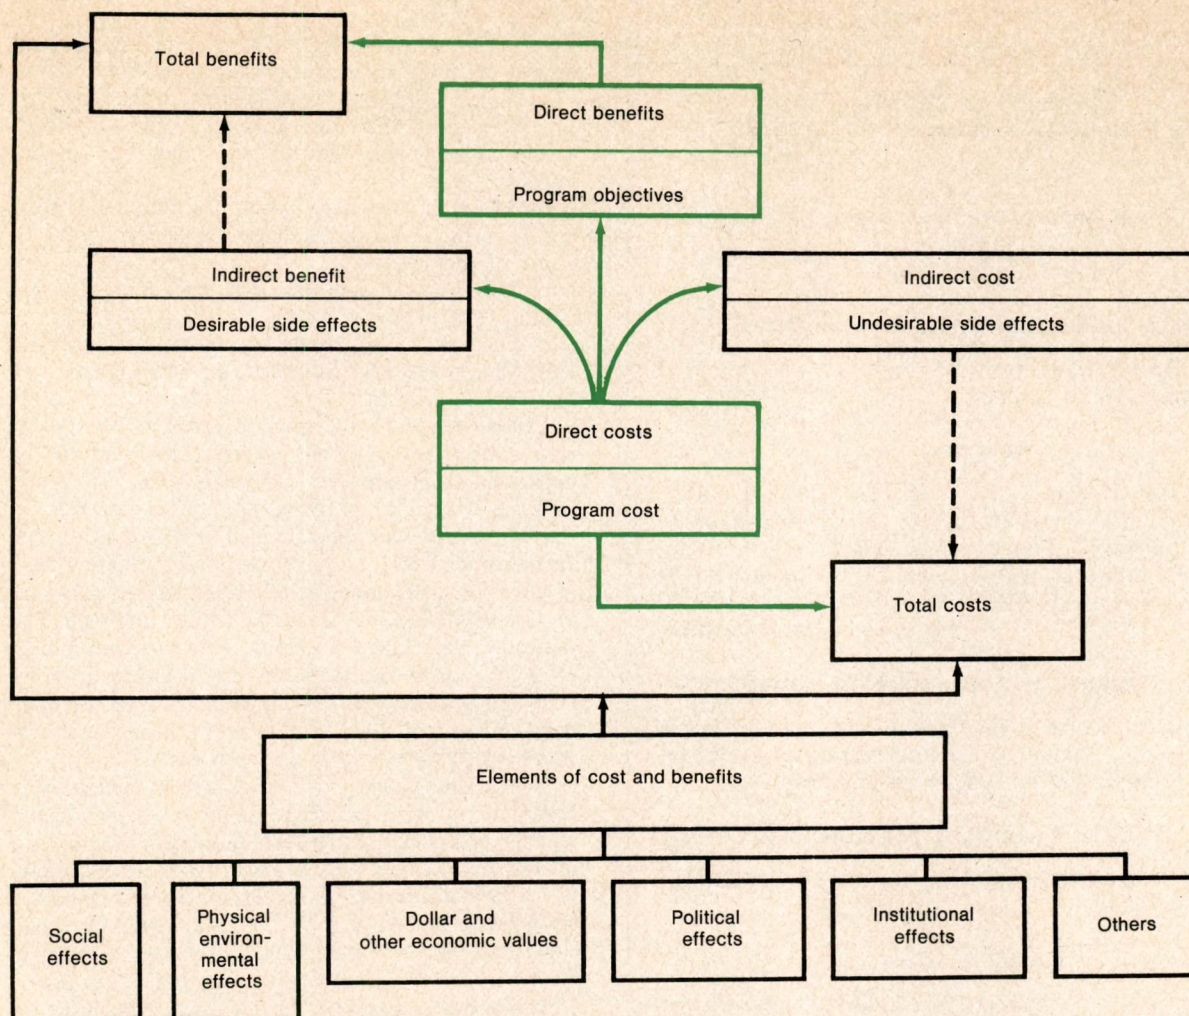 Total benefits
Direct benefits
Program objectives
Indirect benefit
Desirable side effects
Indirect cost
Undesirable side effects
Direct costs
Program cost
Total costs
Elements of cost and benefits
Social
effects
Physical
environ-
mental
effects
Dollar and
other economic values
Political
effects
Institutional
effects
Others